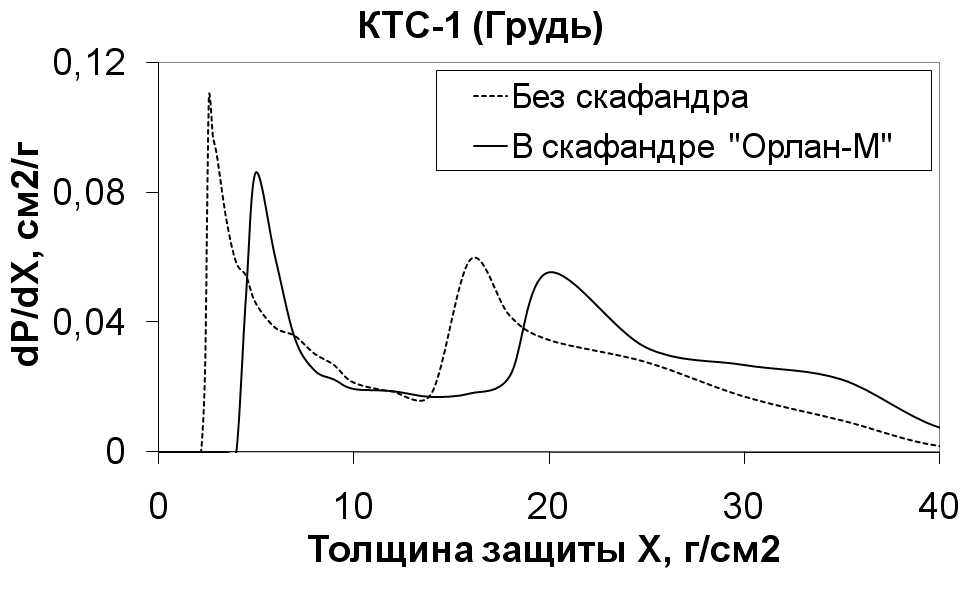 КТС-1 (Грудь)
0,12
0,08
0,04
0
dP/dX, см2/г
Без скафандра
В скафандре "Орлан-М"
0 10 20 30 40
Толщина защиты X, г/см2